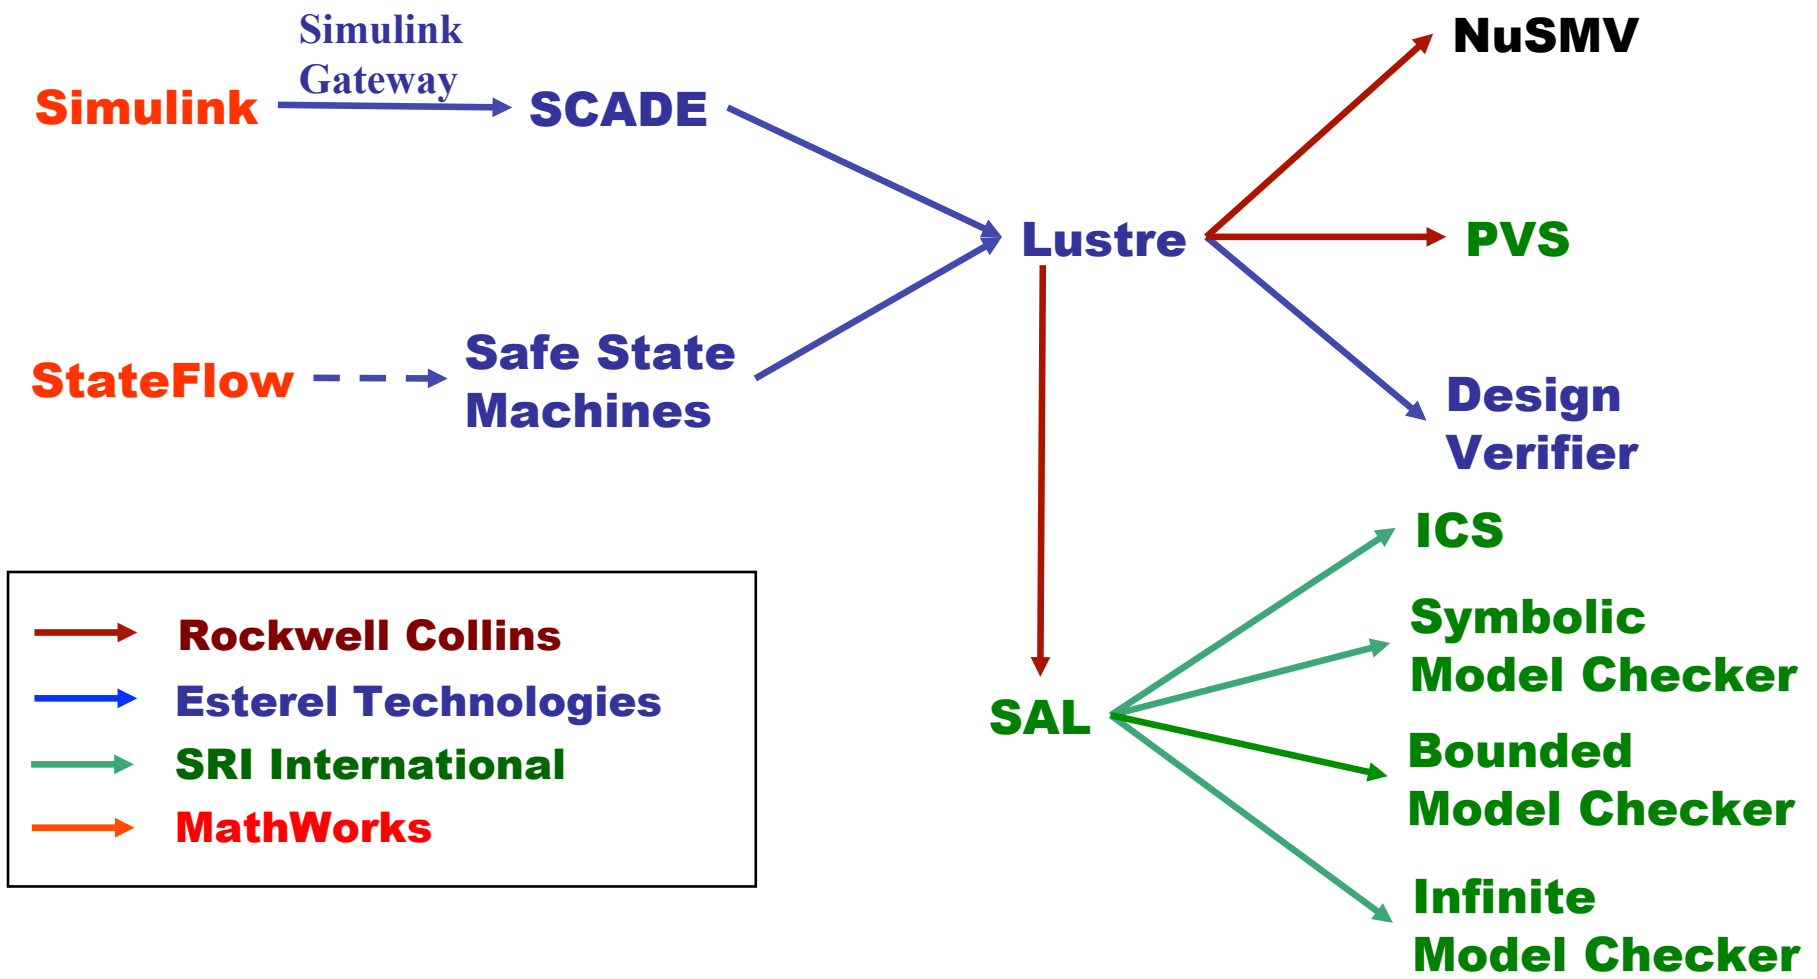 Simulink
Gateway
NuSMV
Simulink
SCADE
Lustre
PVS
StateFlow
Safe State
Machines
Design
Verifier
ICS
Symbolic
Model Checker
SAL
Bounded
Model Checker
Infinite
Model Checker
Rockwell Collins
Esterel Technologies
SRI International
MathWorks